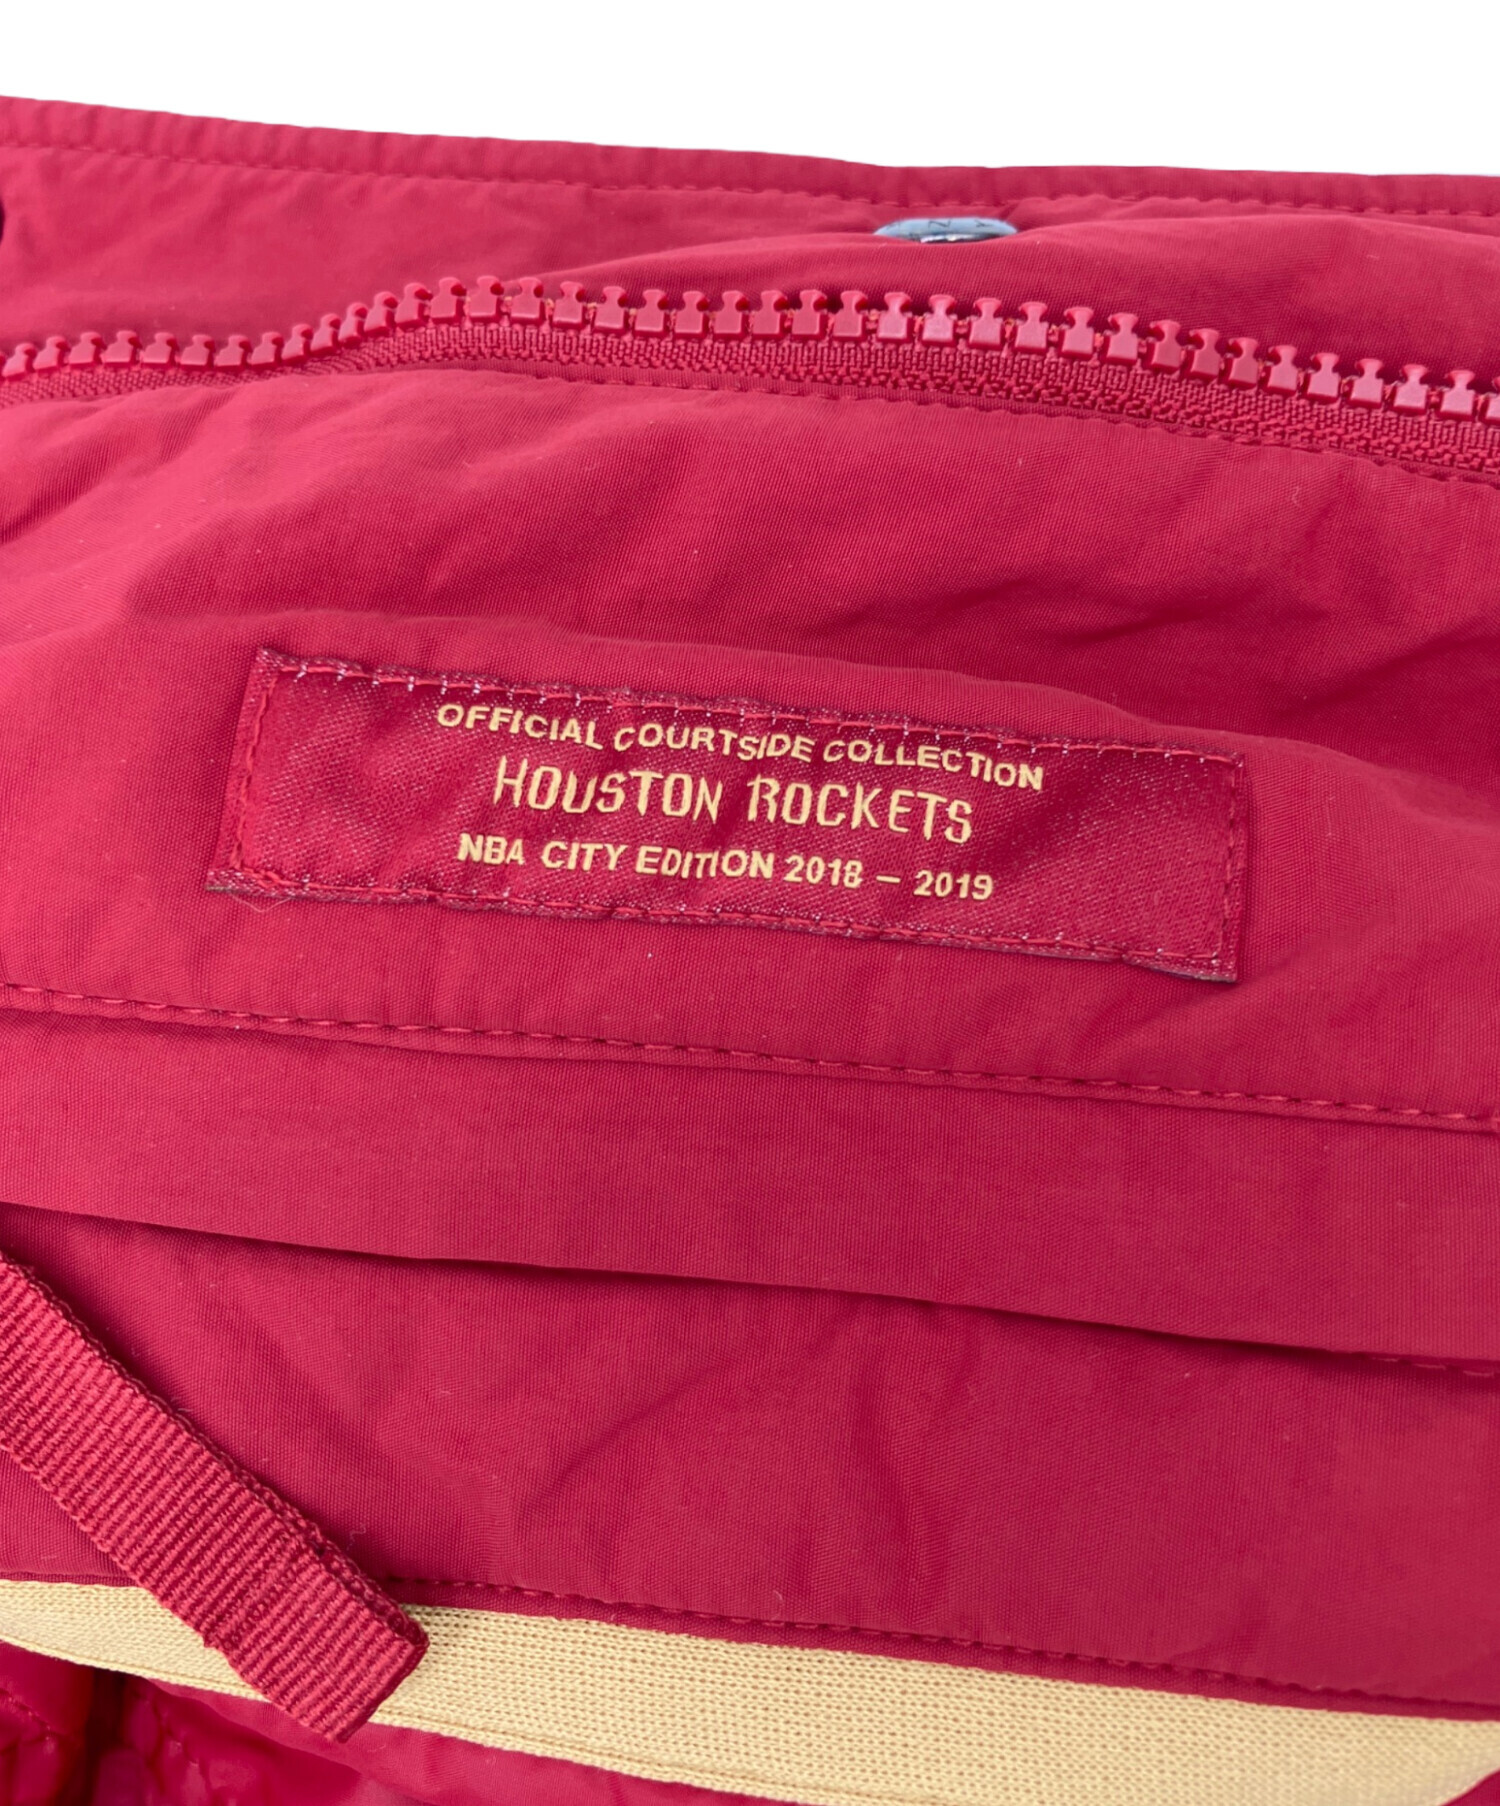 OFFICIAL COURTSIDE COLLECTION
HOUSTON ROCKETS
NBA CITY EDITION 2018 – 2019